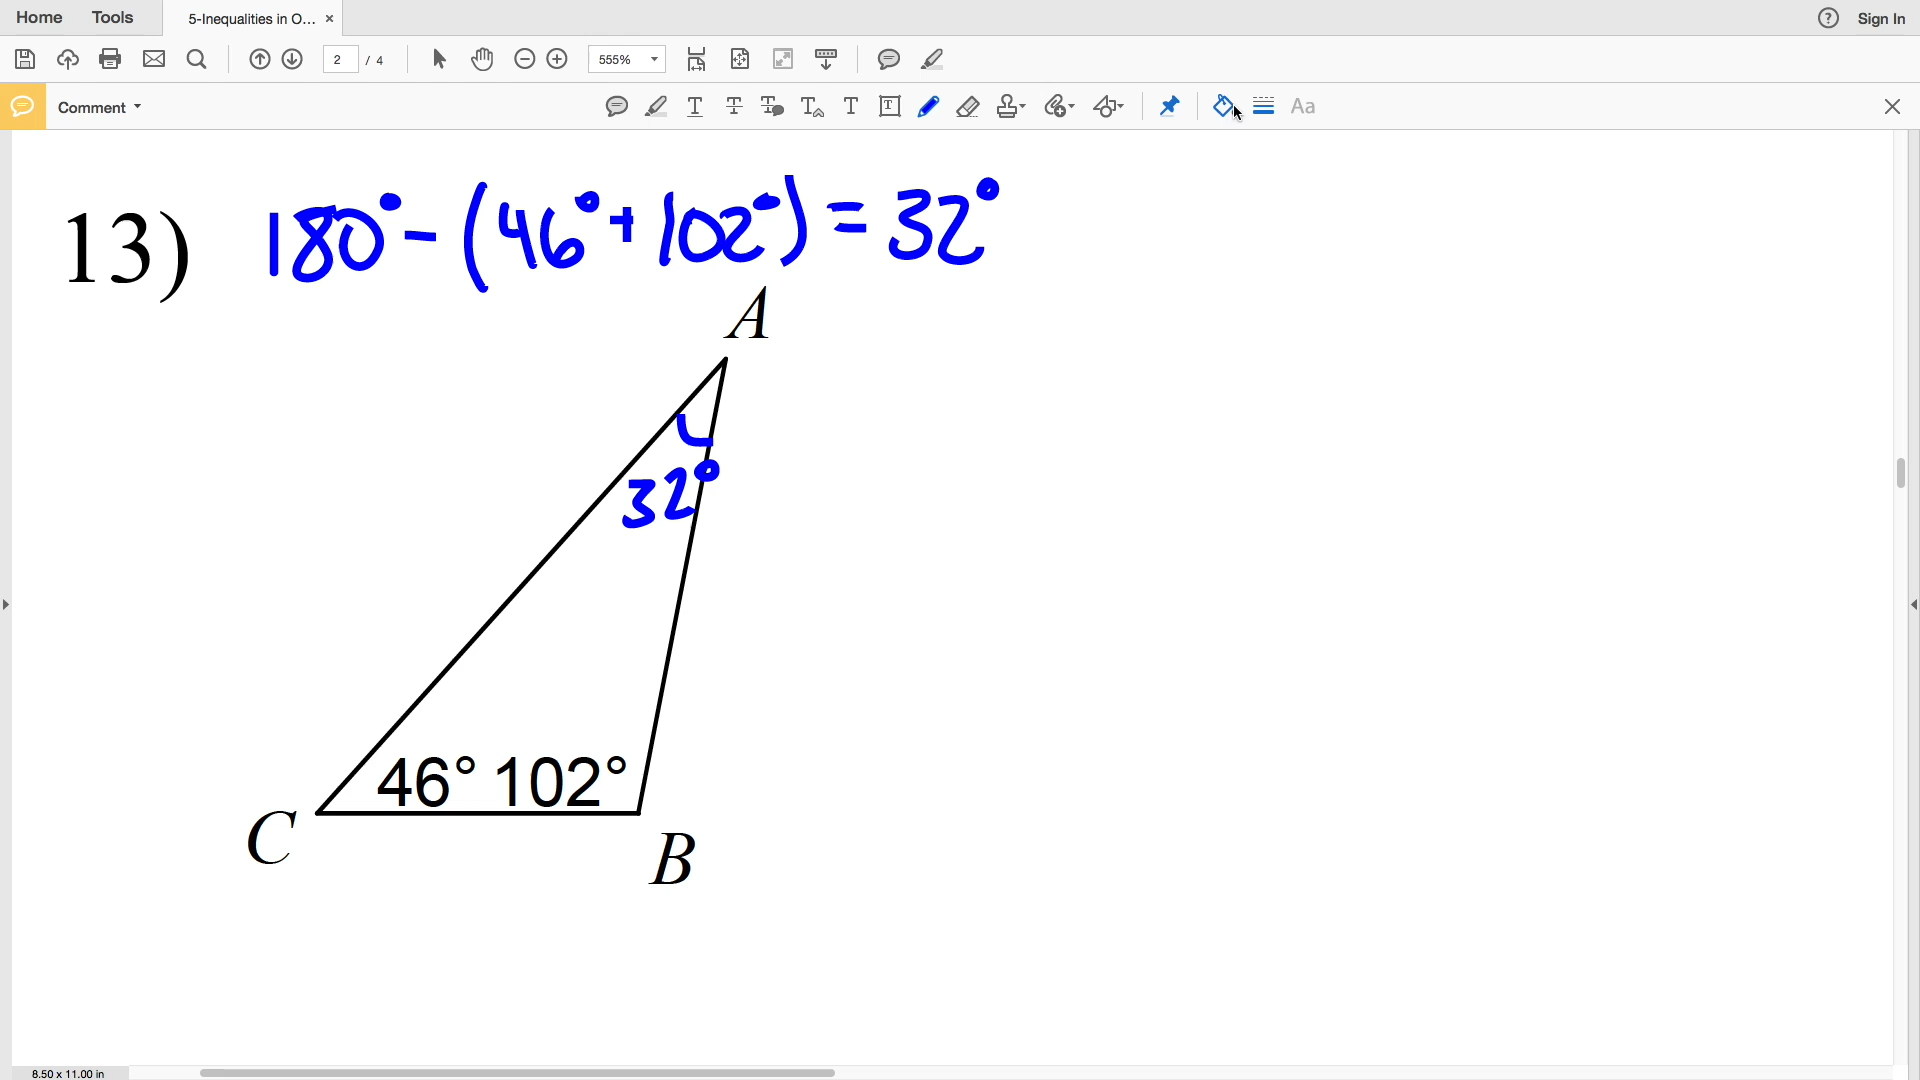 Home Tools 5-Inequalities in O... × ? Sign In
2 / 4 555%
Comment T T T T T T Aa
13) 180° - (46° + 102°) = 32°
A
32°
46° 102°
C
B
8.50 x 11.00 in